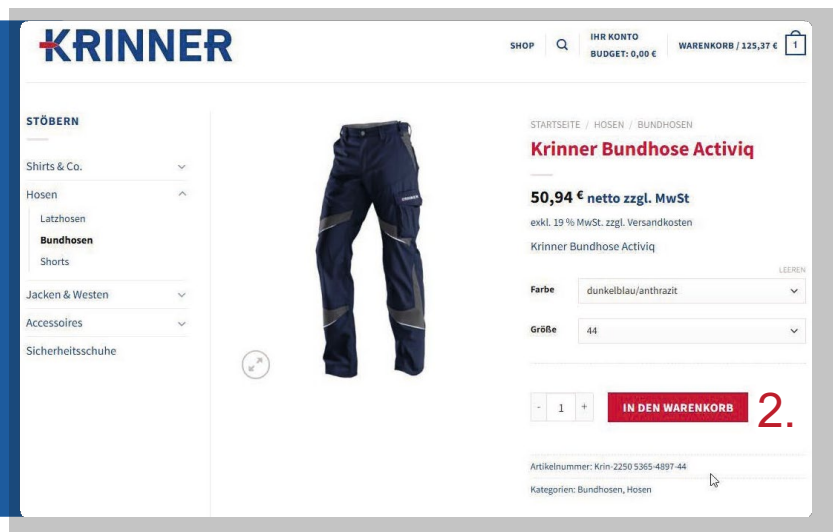 KRINNER
SHOP
IHR KONTO
BUDGET: 0,00 €
WARENKORB / 125,37 €
1
STÖBERN
Shirts & Co.
Hosen
Latzhosen
Bundhosen
Shorts
Jacken & Westen
Accessoires
Sicherheitsschuhe
STARTSEITE / HOSEN / BUNDHOSEN
Krinner Bundhose Activiq
50,94 € netto zzgl. MwSt
exkl. 19 % MwSt. zzgl. Versandkosten
Krinner Bundhose Activiq
LEEREN
Farbe dunkelblau/anthrazit
Größe 44
- 1 + IN DEN WARENKORB 2.
Artikelnummer: Krin-2250 5365-4897-44
Kategorien: Bundhosen, Hosen